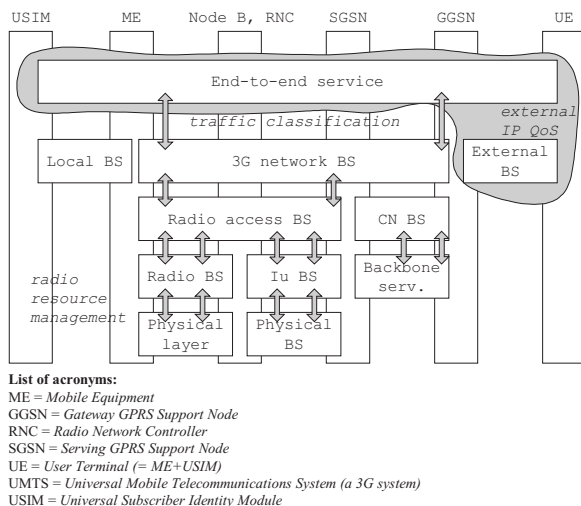 USIM ME Node B, RNC SGSN GGSN UE
End-to-end service
traffic classification
external
IP QoS
Local BS 3G network BS External
BS
Radio access BS CN BS
radio
resource
management
Radio BS Iu BS Backbone
serv.
Physical
layer
Physical
BS
List of acronyms:
ME = Mobile Equipment
GGSN = Gateway GPRS Support Node
RNC = Radio Network Controller
SGSN = Serving GPRS Support Node
UE = User Terminal (= ME+USIM)
UMTS = Universal Mobile Telecommunications System (a 3G system)
USIM = Universal Subscriber Identity Module